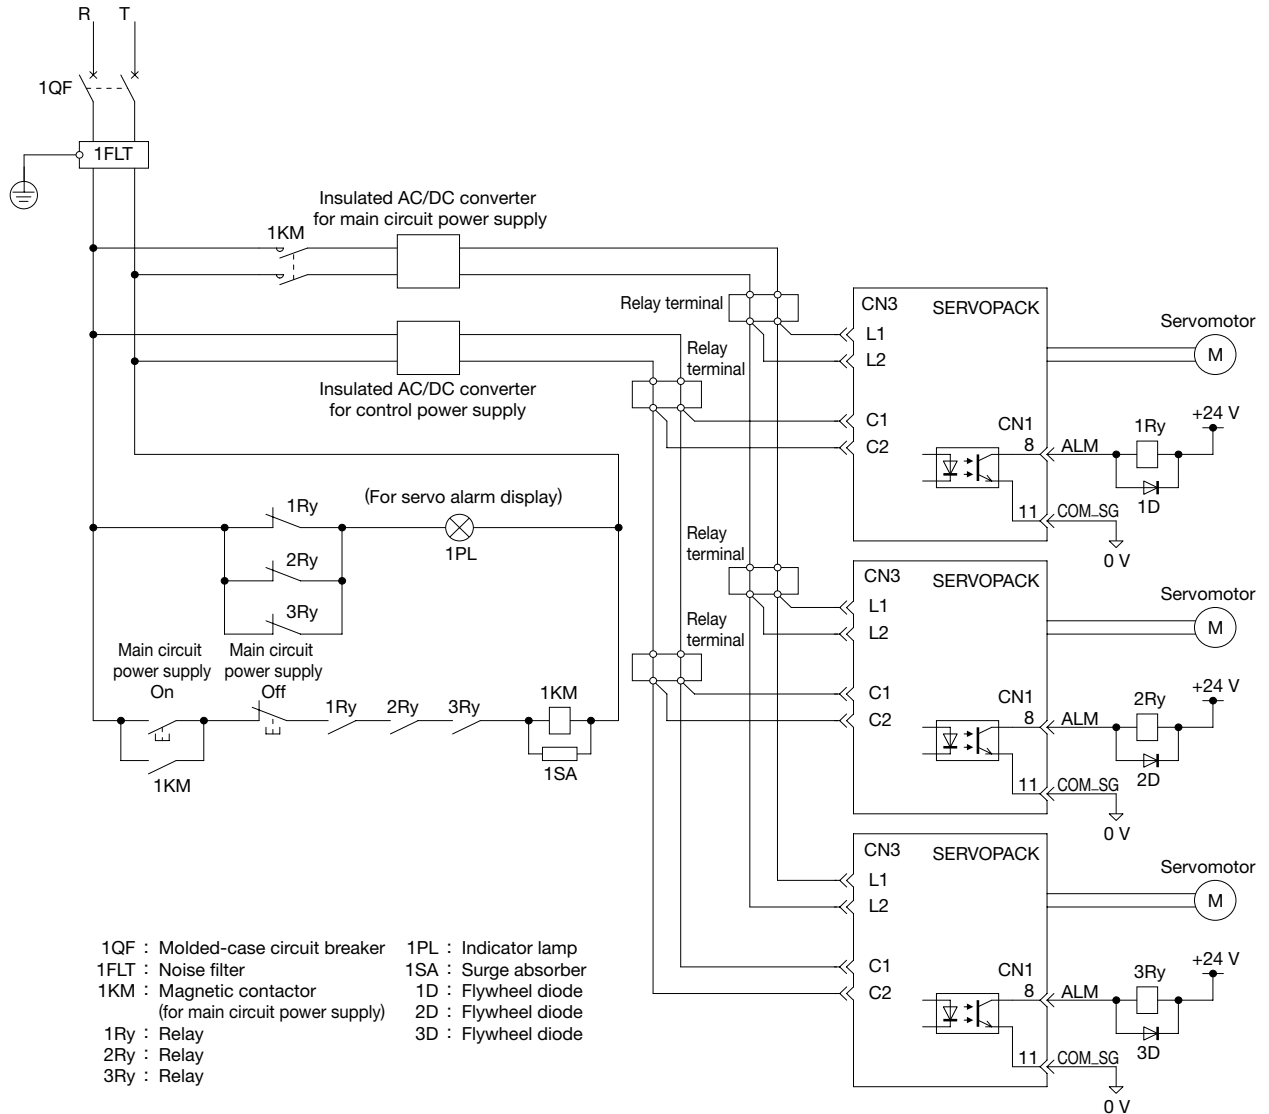 R T
1QF
1FLT
Insulated AC/DC converter
for main circuit power supply
1KM
Relay terminal
CN3 SERVOPACK
L1
L2
Servomotor
M
Insulated AC/DC converter
for control power supply
Relay
terminal
C1
C2
CN1
8 ALM
1Ry
+24 V
1D
11 COM_SG
0 V
(For servo alarm display)
1Ry
1PL
2Ry
3Ry
Relay
terminal
CN3 SERVOPACK
L1
L2
Servomotor
M
Relay
terminal
C1
C2
CN1
8 ALM
2Ry
+24 V
2D
11 COM_SG
0 V
Main circuit
power supply
On
Main circuit
power supply
Off
1Ry 2Ry 3Ry
1KM
1SA
1KM
CN3 SERVOPACK
L1
L2
Servomotor
M
C1
C2
CN1
8 ALM
3Ry
+24 V
3D
11 COM_SG
0 V
1QF : Molded-case circuit breaker
1FLT : Noise filter
1KM : Magnetic contactor
(for main circuit power supply)
1Ry : Relay
2Ry : Relay
3Ry : Relay
1PL : Indicator lamp
1SA : Surge absorber
1D : Flywheel diode
2D : Flywheel diode
3D : Flywheel diode